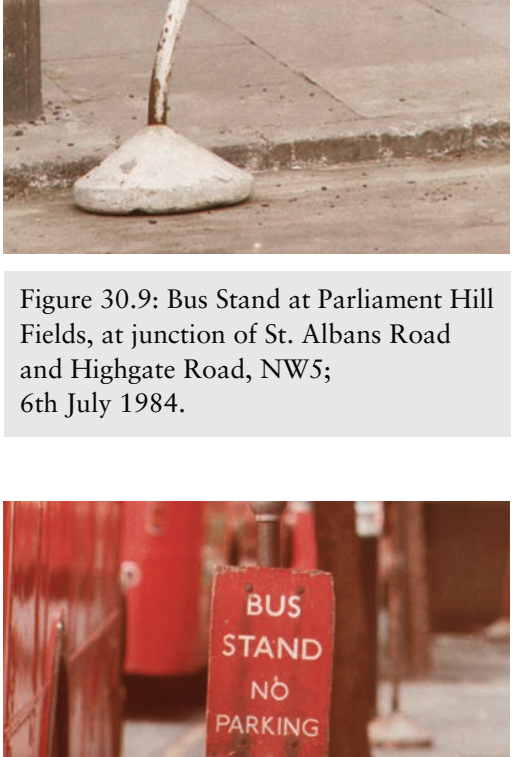 Figure 30.9: Bus Stand at Parliament Hill
Fields, at junction of St. Albans Road
and Highgate Road, NW5;
6th July 1984.
BUS
STAND
NO
PARKING